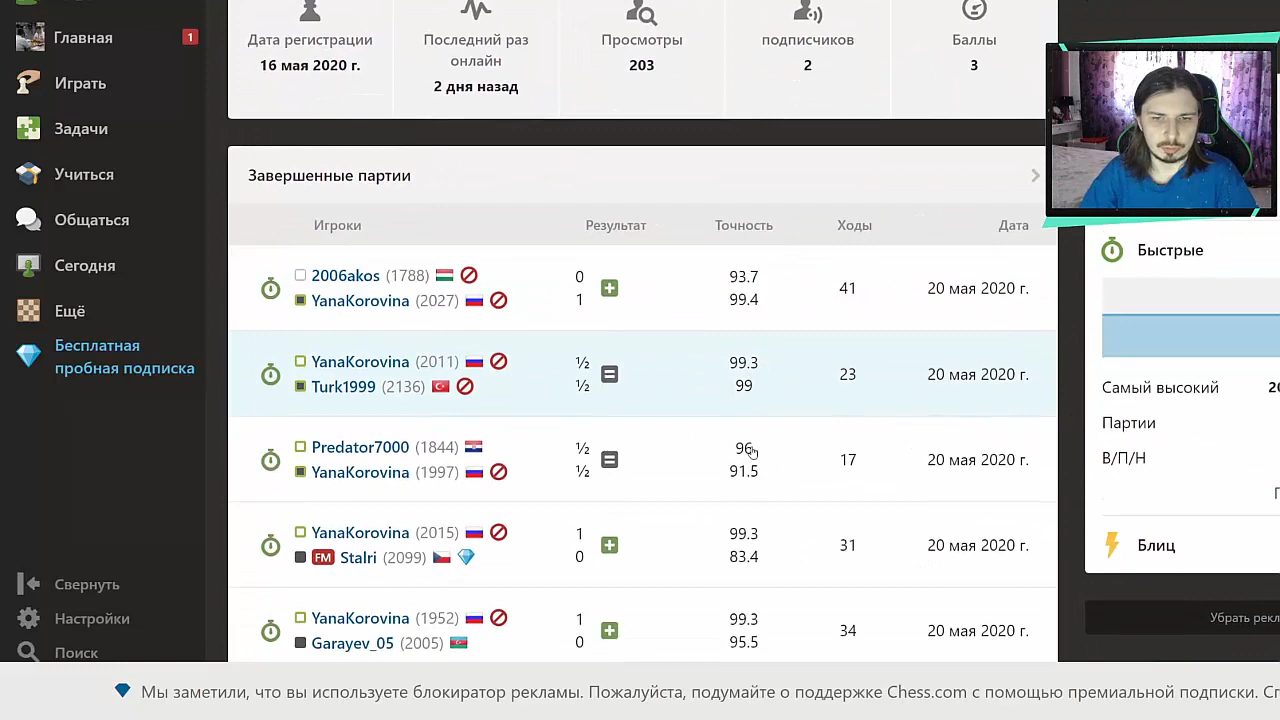 Главная
1
Играть
Задачи
Учиться
Общаться
Сегодня
Ещё
Бесплатная
пробная подписка
Свернуть
Настройки
Поиск
Дата регистрации
16 мая 2020 г.
Последний раз
онлайн
2 дня назад
Просмотры
203
подписчиков
2
Баллы
3
Завершенные партии
Игроки Результат Точность Ходы Дата
2006akos (1788) 0 93.7
YanaKorovina (2027) 1 99.4
41 20 мая 2020 г.
YanaKorovina (2011) ½ 99.3
Turk1999 (2136) ½ 99
23 20 мая 2020 г.
Predator7000 (1844) ½ 96
YanaKorovina (1997) ½ 91.5
17 20 мая 2020 г.
YanaKorovina (2015) 1 99.3
FM Stalri (2099) 0 83.4
31 20 мая 2020 г.
YanaKorovina (1952) 1 99.3
Garayev_05 (2005) 0 95.5
34 20 мая 2020 г.
Быстрые
Самый высокий
Партии
В/П/Н
Блиц
Убрать рекл
Мы заметили, что вы используете блокиратор рекламы. Пожалуйста, подумайте о поддержке Chess.com с помощью премиальной подписки. Сп